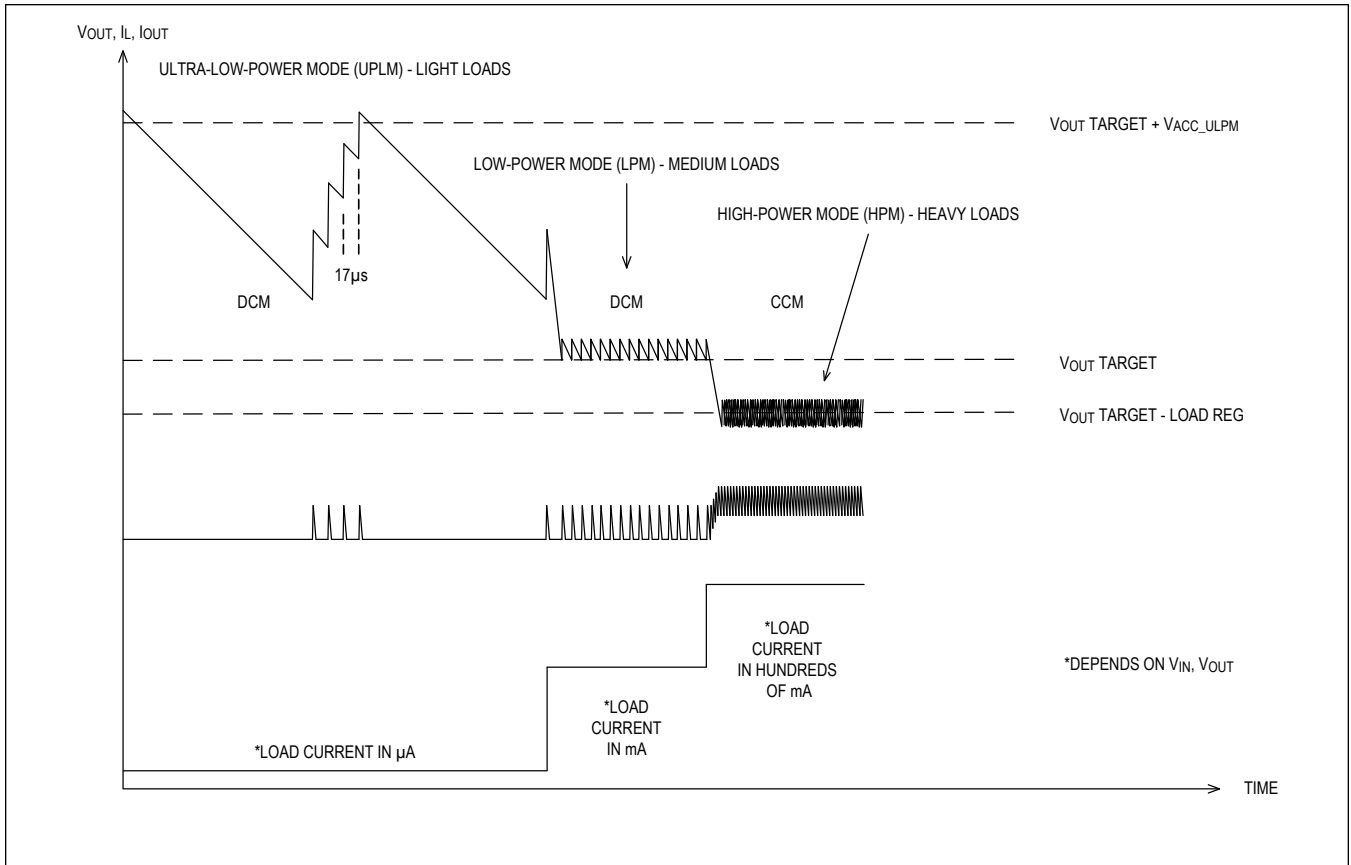 VOUT, IL, IOUT
ULTRA-LOW-POWER MODE (UPLM) - LIGHT LOADS
VOUT TARGET + VACC_ULPM
LOW-POWER MODE (LPM) - MEDIUM LOADS
HIGH-POWER MODE (HPM) - HEAVY LOADS
17µs
DCM
DCM
CCM
VOUT TARGET
VOUT TARGET - LOAD REG
*LOAD
CURRENT
IN HUNDREDS
OF mA
*DEPENDS ON VIN, VOUT
*LOAD
CURRENT
IN mA
*LOAD CURRENT IN µA
TIME